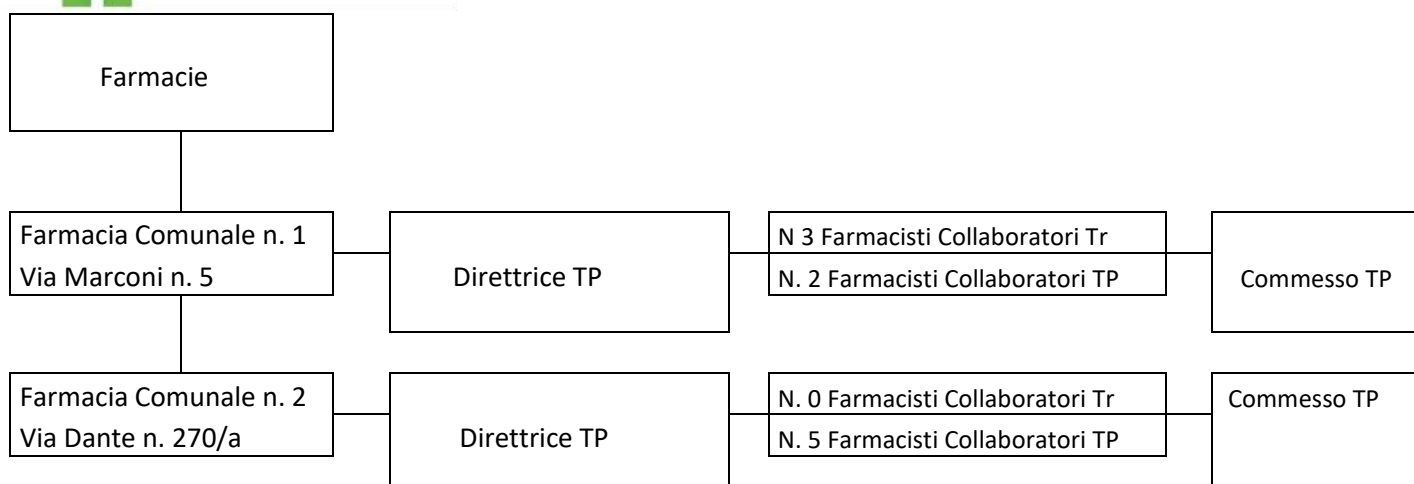 Farmacie
Farmacia Comunale n. 1
Via Marconi n. 5
Direttrice TP
N 3 Farmacisti Collaboratori Tr
N. 2 Farmacisti Collaboratori TP
Commesso TP
Farmacia Comunale n. 2
Via Dante n. 270/a
Direttrice TP
N. 0 Farmacisti Collaboratori Tr
N. 5 Farmacisti Collaboratori TP
Commesso TP